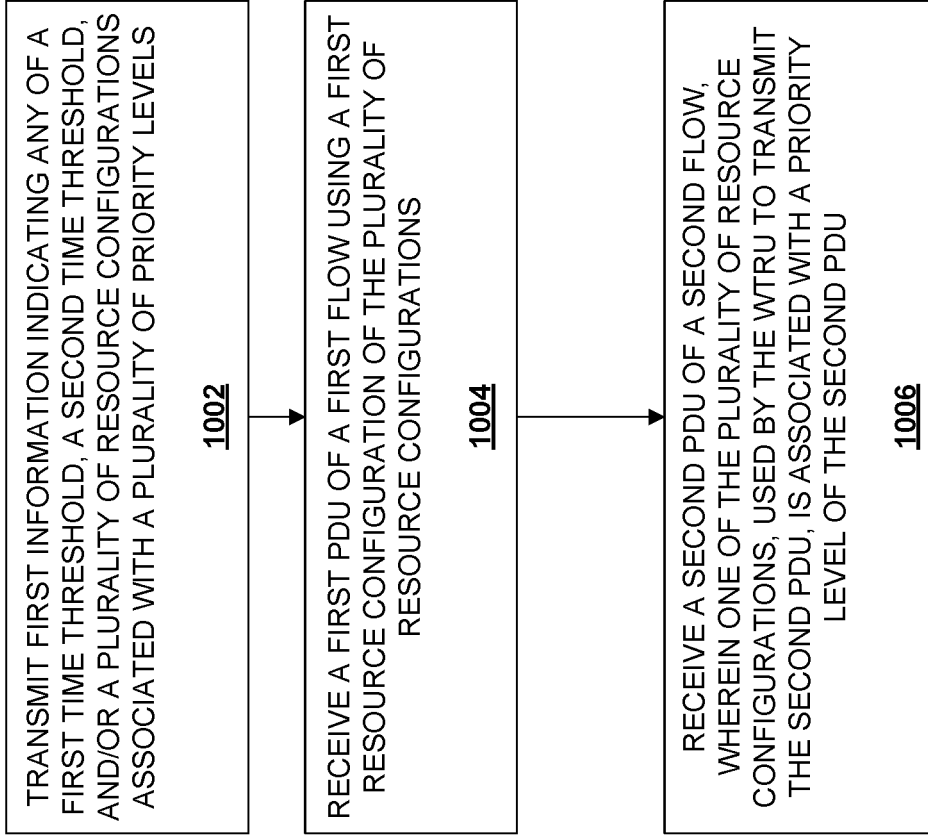 TRANSMIT FIRST INFORMATION INDICATING ANY OF A
FIRST TIME THRESHOLD, A SECOND TIME THRESHOLD,
AND/OR A PLURALITY OF RESOURCE CONFIGURATIONS
ASSOCIATED WITH A PLURALITY OF PRIORITY LEVELS
1002
RECEIVE A FIRST PDU OF A FIRST FLOW USING A FIRST
RESOURCE CONFIGURATION OF THE PLURALITY OF
RESOURCE CONFIGURATIONS
1004
RECEIVE A SECOND PDU OF A SECOND FLOW,
WHEREIN ONE OF THE PLURALITY OF RESOURCE
CONFIGURATIONS, USED BY THE WTRU TO TRANSMIT
THE SECOND PDU, IS ASSOCIATED WITH A PRIORITY
LEVEL OF THE SECOND PDU
1006